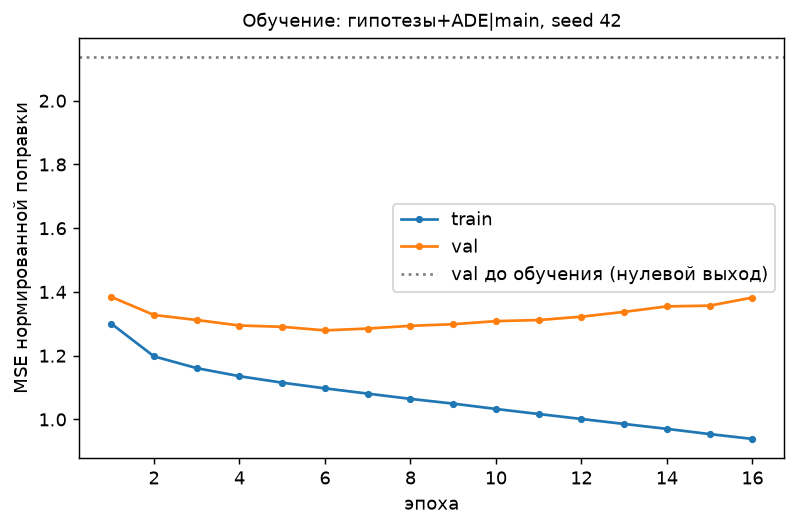 Обучение: гипотезы+ADE|main, seed 42
MSE нормированной поправки
2.0
1.8
1.6
1.4
1.2
1.0
train
val
val до обучения (нулевой выход)
2 4 6 8 10 12 14 16
эпоха